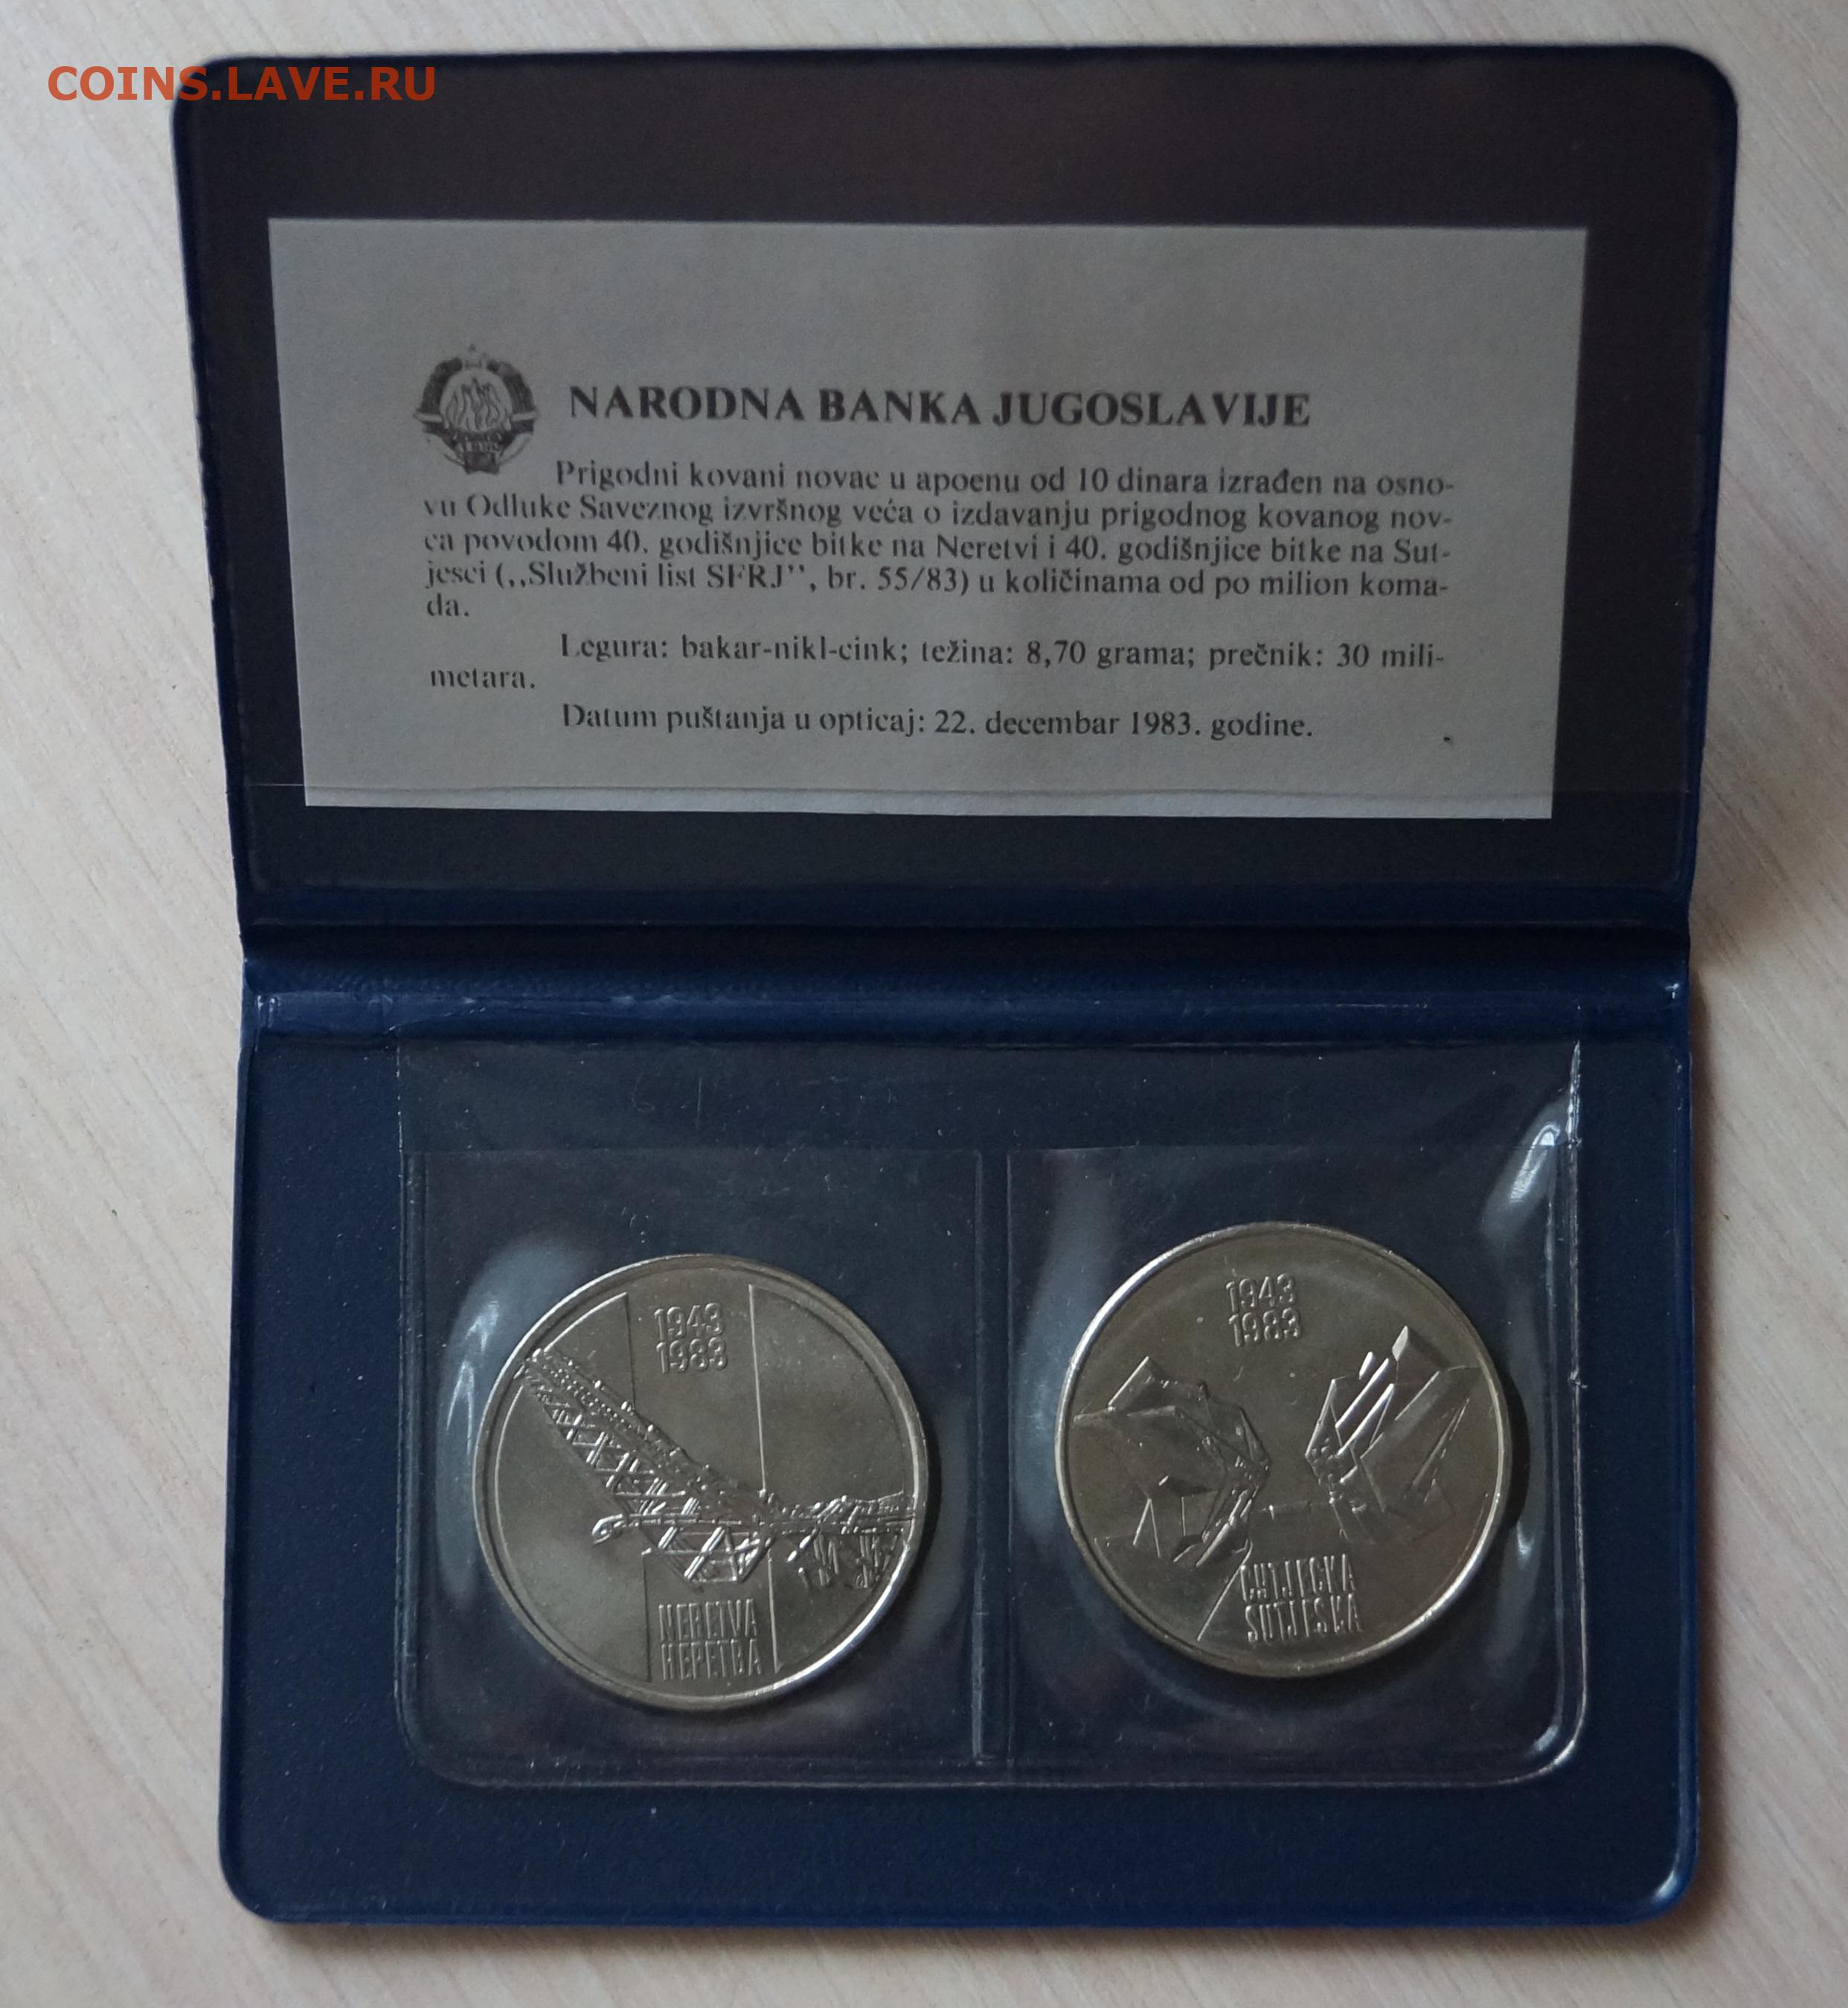 COINS.LAVE.RU
NARODNA BANKA JUGOSLAVIJE
Prigodni kovani novac u apoenu od 10 dinara izrađen na osno-
vu Odluke Saveznog izvršnog veća o izdavanju prigodnog kovanog nov-
ca povodom 40. godišnjice bitke na Neretvi i 40. godišnjice bitke na Sut-
jesci („Službeni list SFRJ”, br. 55/83) u količinama od po milion koma-
da.
Legura: bakar-nikl-cink; težina: 8,70 grama; prečnik: 30 mili-
metara.
Datum puštanja u opticaj: 22. decembar 1983. godine.
1943
1983
NERETVA
НЕРЕТВА
1943
1983
СУТЈЕСКА
SUTJESKA